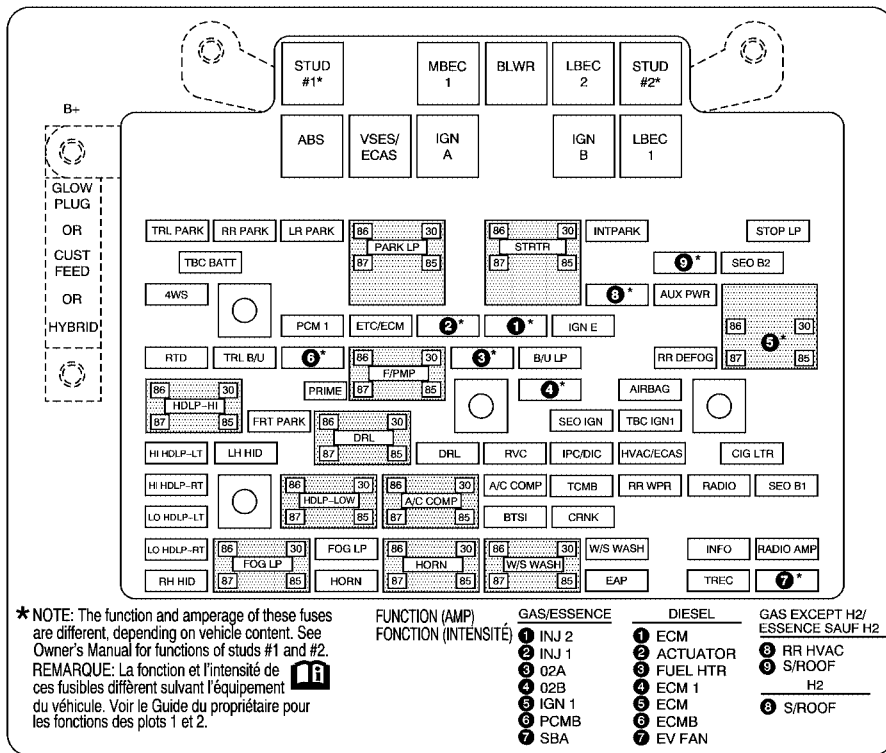 STUD #1*
MBEC 1
BLWR
LBEC 2
STUD #2*
B+
ABS
VSES/ ECAS
IGN A
IGN B
LBEC 1
GLOW
PLUG
OR
CUST
FEED
OR
HYBRID
TRL PARK
RR PARK
LR PARK
86 30
PARK LP
87 85
86 30
STRTR
87 85
INTPARK
STOP LP
TBC BATT
9 *
SEO B2
4WS
8 *
AUX PWR
86 30
5 *
87 85
PCM 1
ETC/ECM
2 *
1 *
IGN E
RTD
TRL B/U
6 *
86 30
F/PMP
87 85
3 *
B/U LP
RR DEFOG
PRIME
4 *
AIRBAG
86 30
HDLP-HI
87 85
FRT PARK
86 30
DRL
87 85
SEO IGN
TBC IGN1
HI HDLP-LT
LH HID
DRL
RVC
IPC/DIC
HVAC/ECAS
CIG LTR
HI HDLP-RT
86 30
HDLP-LOW
87 85
86 30
A/C COMP
87 85
A/C COMP
TCMB
RR WPR
RADIO
SEO B1
LO HDLP-LT
BTSI
CRNK
LO HDLP-RT
86 30
FOG LP
87 85
FOG LP
86 30
HORN
87 85
86 30
W/S WASH
87 85
W/S WASH
INFO
RADIO AMP
RH HID
HORN
EAP
TREC
7 *
* NOTE: The function and amperage of these fuses
are different, depending on vehicle content. See
Owner's Manual for functions of studs #1 and #2.
REMARQUE: La fonction et l'intensité de
ces fusibles diffèrent sulvant l'équipement
du véhicule. Voir le Guide du propriétaire pour
les fonctions des plots 1 et 2.
FUNCTION (AMP)
FONCTION (INTENSITÉ)
GAS/ESSENCE
1 INJ 2
2 INJ 1
3 02A
4 02B
5 IGN 1
6 PCMB
7 SBA
DIESEL
1 ECM
2 ACTUATOR
3 FUEL HTR
4 ECM 1
5 ECM
6 ECMB
7 EV FAN
GAS EXCEPT H2/
ESSENCE SAUF H2
8 RR HVAC
9 S/ROOF
H2
8 S/ROOF